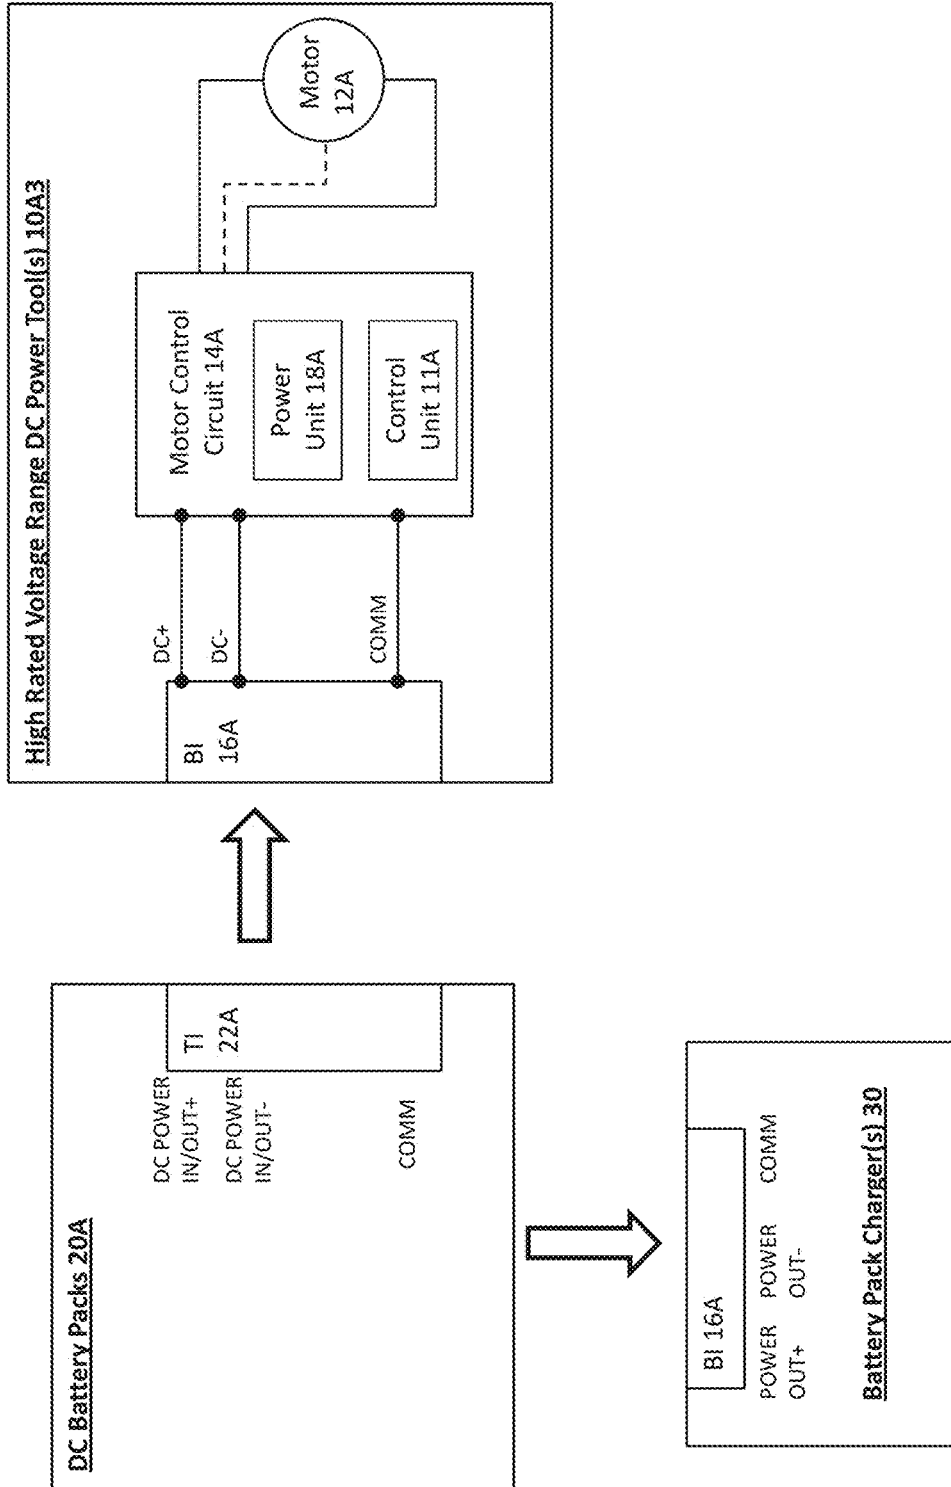 High Rated Voltage Range DC Power Tool(s) 10A3
Motor
12A
Motor Control
Circuit 14A
Power
Unit 18A
Control
Unit 11A
DC+
DC-
COMM
BI
16A
DC Battery Packs 20A
TI
22A
DC POWER
IN/OUT+
DC POWER
IN/OUT-
COMM
BI 16A
POWER
OUT+
POWER
OUT-
COMM
Battery Pack Charger(s) 30